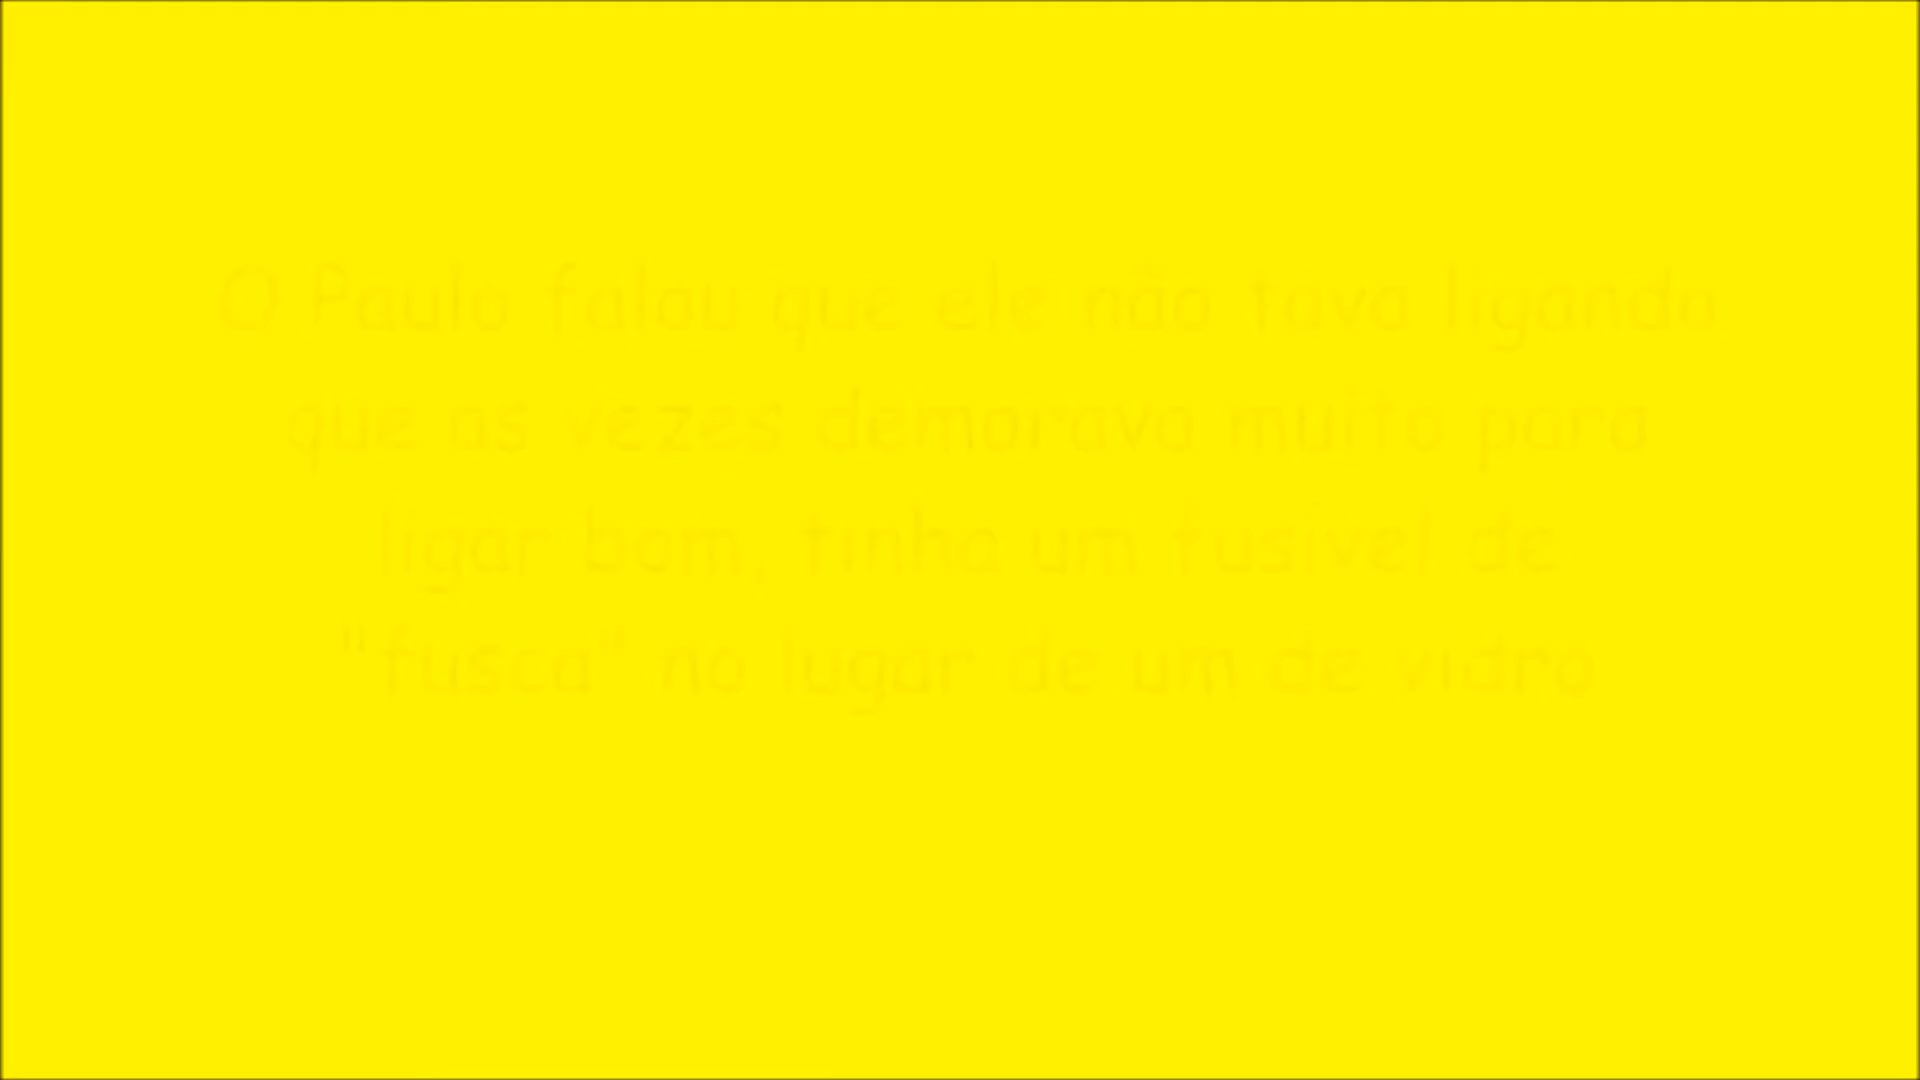 O Paulo falou que ele não tava ligando
que as vezes demorava muito para
ligar bom, tinha um fusivel de
"fusca" no lugar de um de vidro